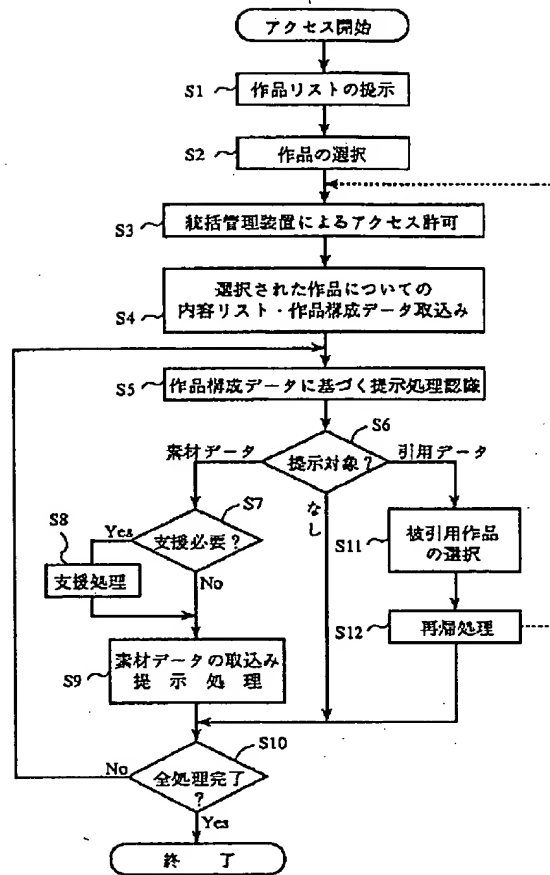 アクセス開始
S1
作品リストの提示
S2
作品の選択
S3
統括管理装置によるアクセス許可
S4
選択された作品についての
内容リスト・作品構成データ取込み
S5
作品構成データに基づく提示処理認識
S6
提示対象?
素材データ
引用データ
なし
S7
支援必要?
Yes
No
S8
支援処理
S9
素材データの取込み
提示処理
S11
被引用作品
の選択
S12
再帰処理
S10
全処理完了
?
No
Yes
終了